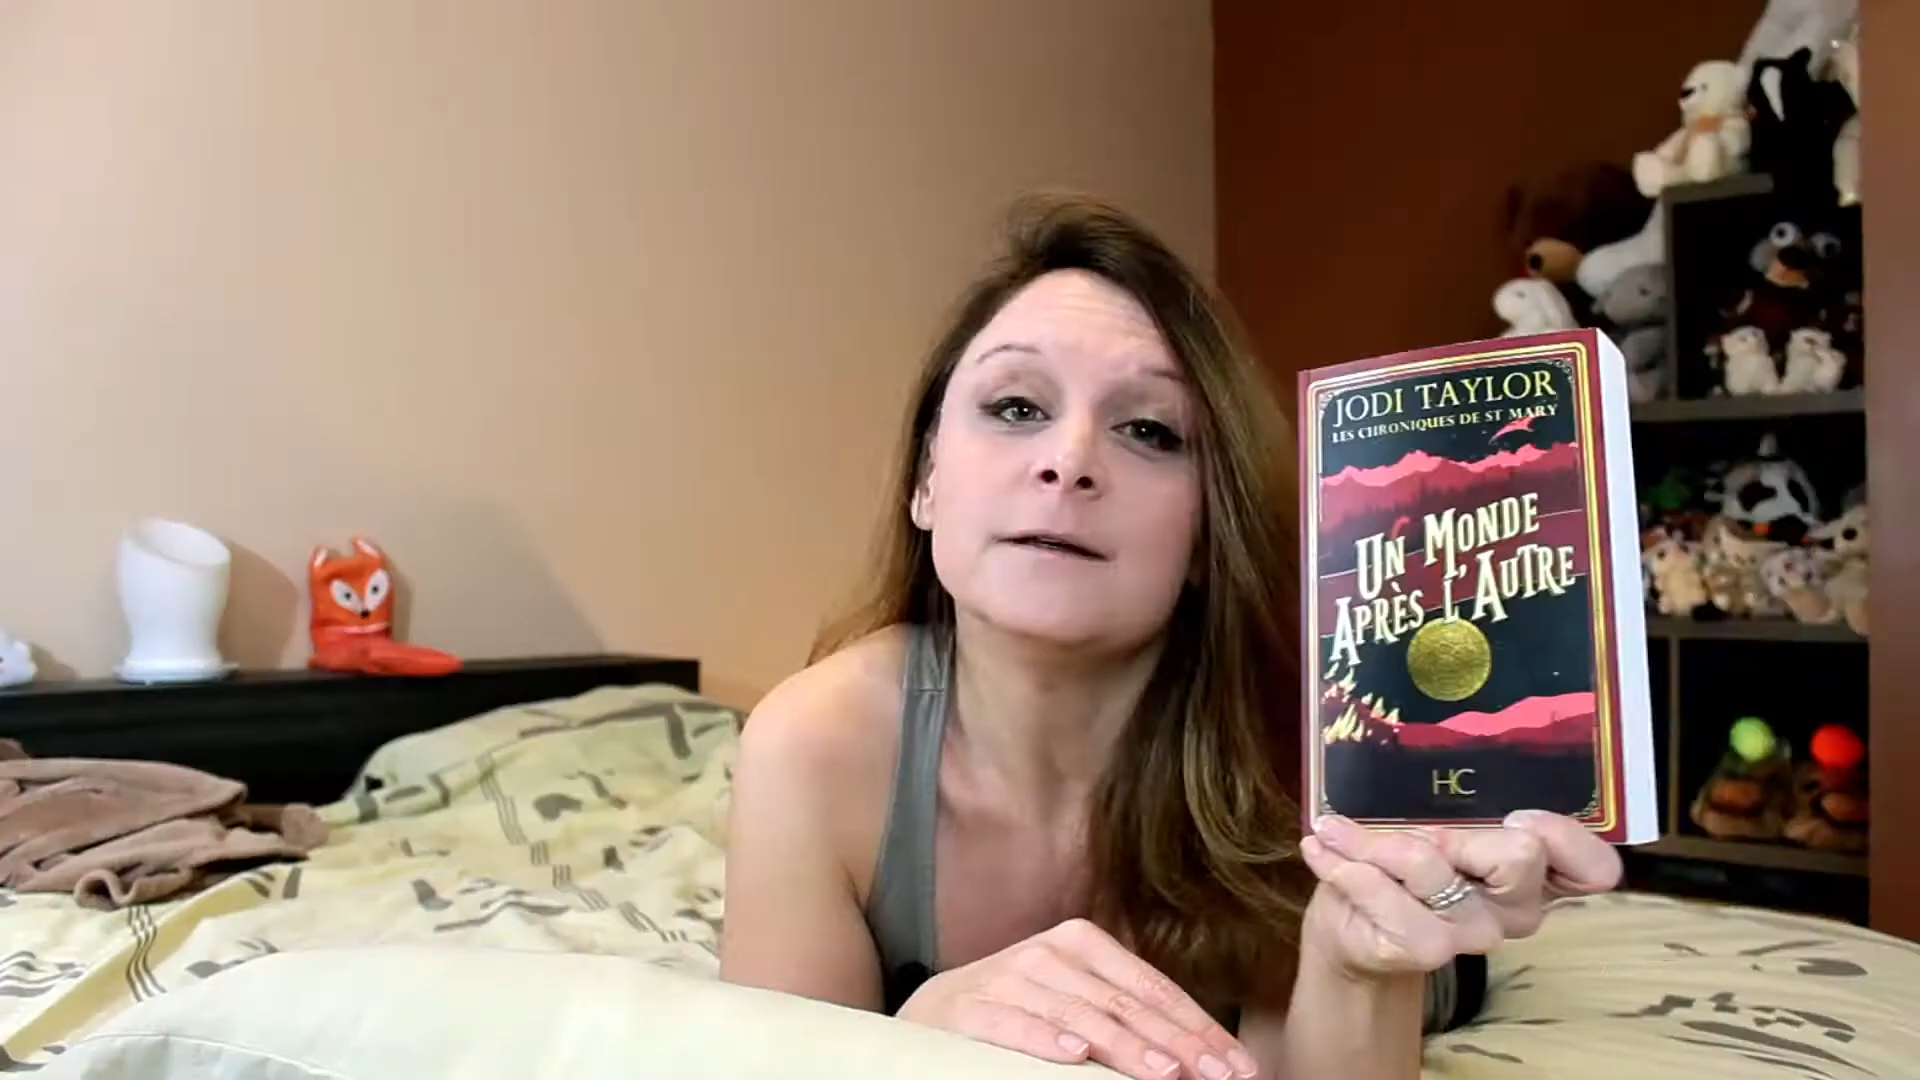 JODI TAYLOR
LES CHRONIQUES DE ST MARY
UN MONDE
APRÈS L'AUTRE
HC